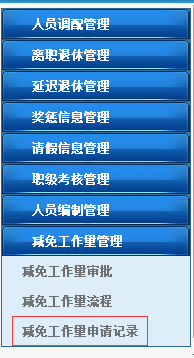 人员调配管理
离职退休管理
延迟退休管理
奖惩信息管理
请假信息管理
职级考核管理
人员编制管理
减免工作量管理
减免工作量审批
减免工作量流程
减免工作量申请记录